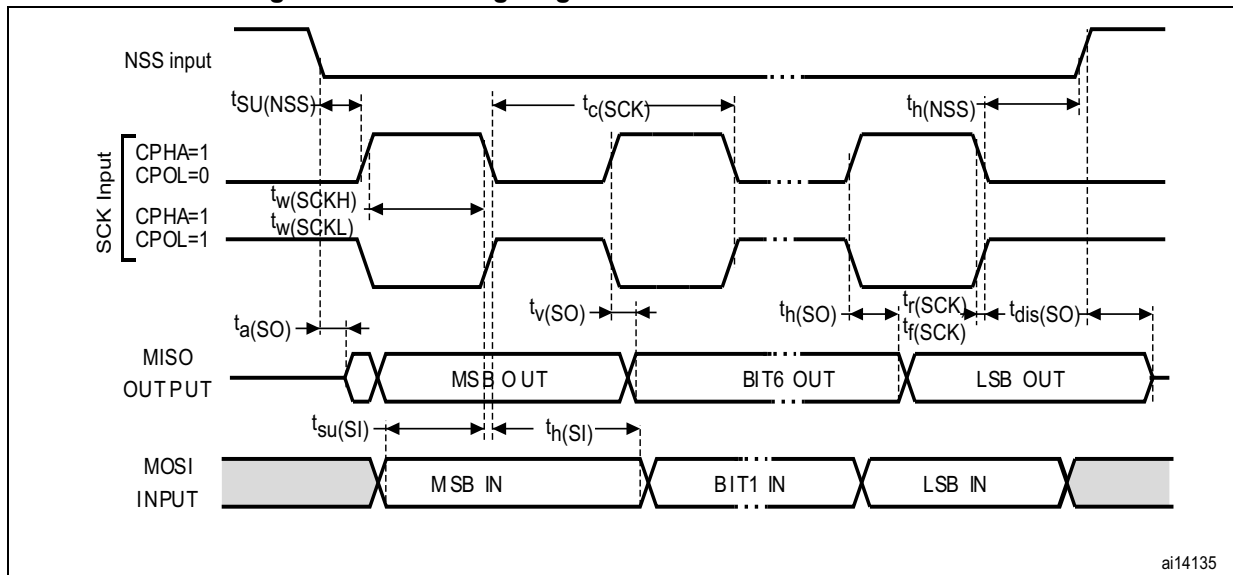 NSS input
tSU(NSS)
tc(SCK)
th(NSS)
SCK Input
CPHA=1
CPOL=0
tw(SCKH)
CPHA=1
tw(SCKL)
CPOL=1
ta(SO)
tv(SO)
th(SO)
tr(SCK)
tf(SCK)
tdis(SO)
MISO
OUTPUT
MSB OUT
BIT6 OUT
LSB OUT
tsu(SI)
th(SI)
MOSI
INPUT
MSB IN
BIT1 IN
LSB IN
ai14135